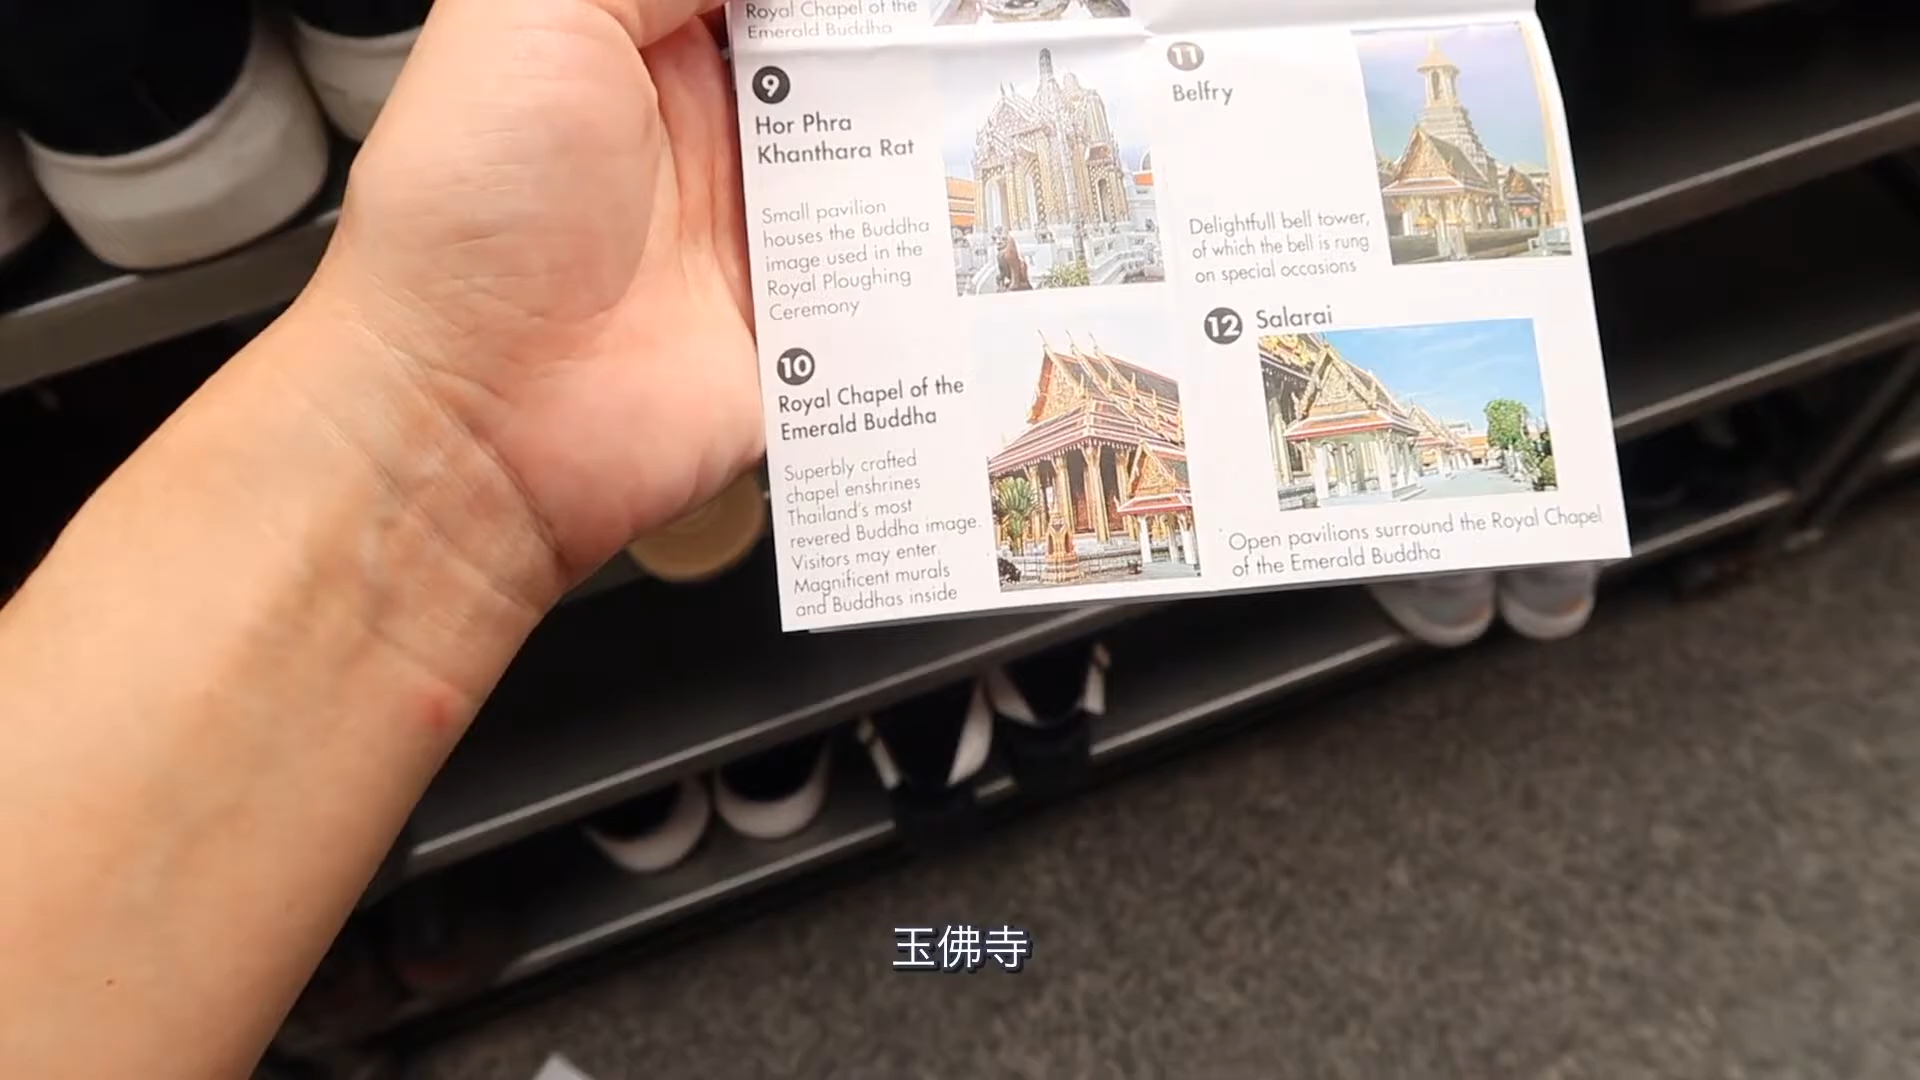 Royal Chapel of the
Emerald Buddha
9
Hor Phra
Khanthara Rat
Small pavilion
houses the Buddha
image used in the
Royal Ploughing
Ceremony
10
Royal Chapel of the
Emerald Buddha
Superbly crafted
chapel enshrines
Thailand's most
revered Buddha image.
Visitors may enter.
Magnificent murals
and Buddhas inside
11
Belfry
Delightfull bell tower,
of which the bell is rung
on special occasions
12 Salarai
Open pavilions surround the Royal Chapel
of the Emerald Buddha
玉佛寺